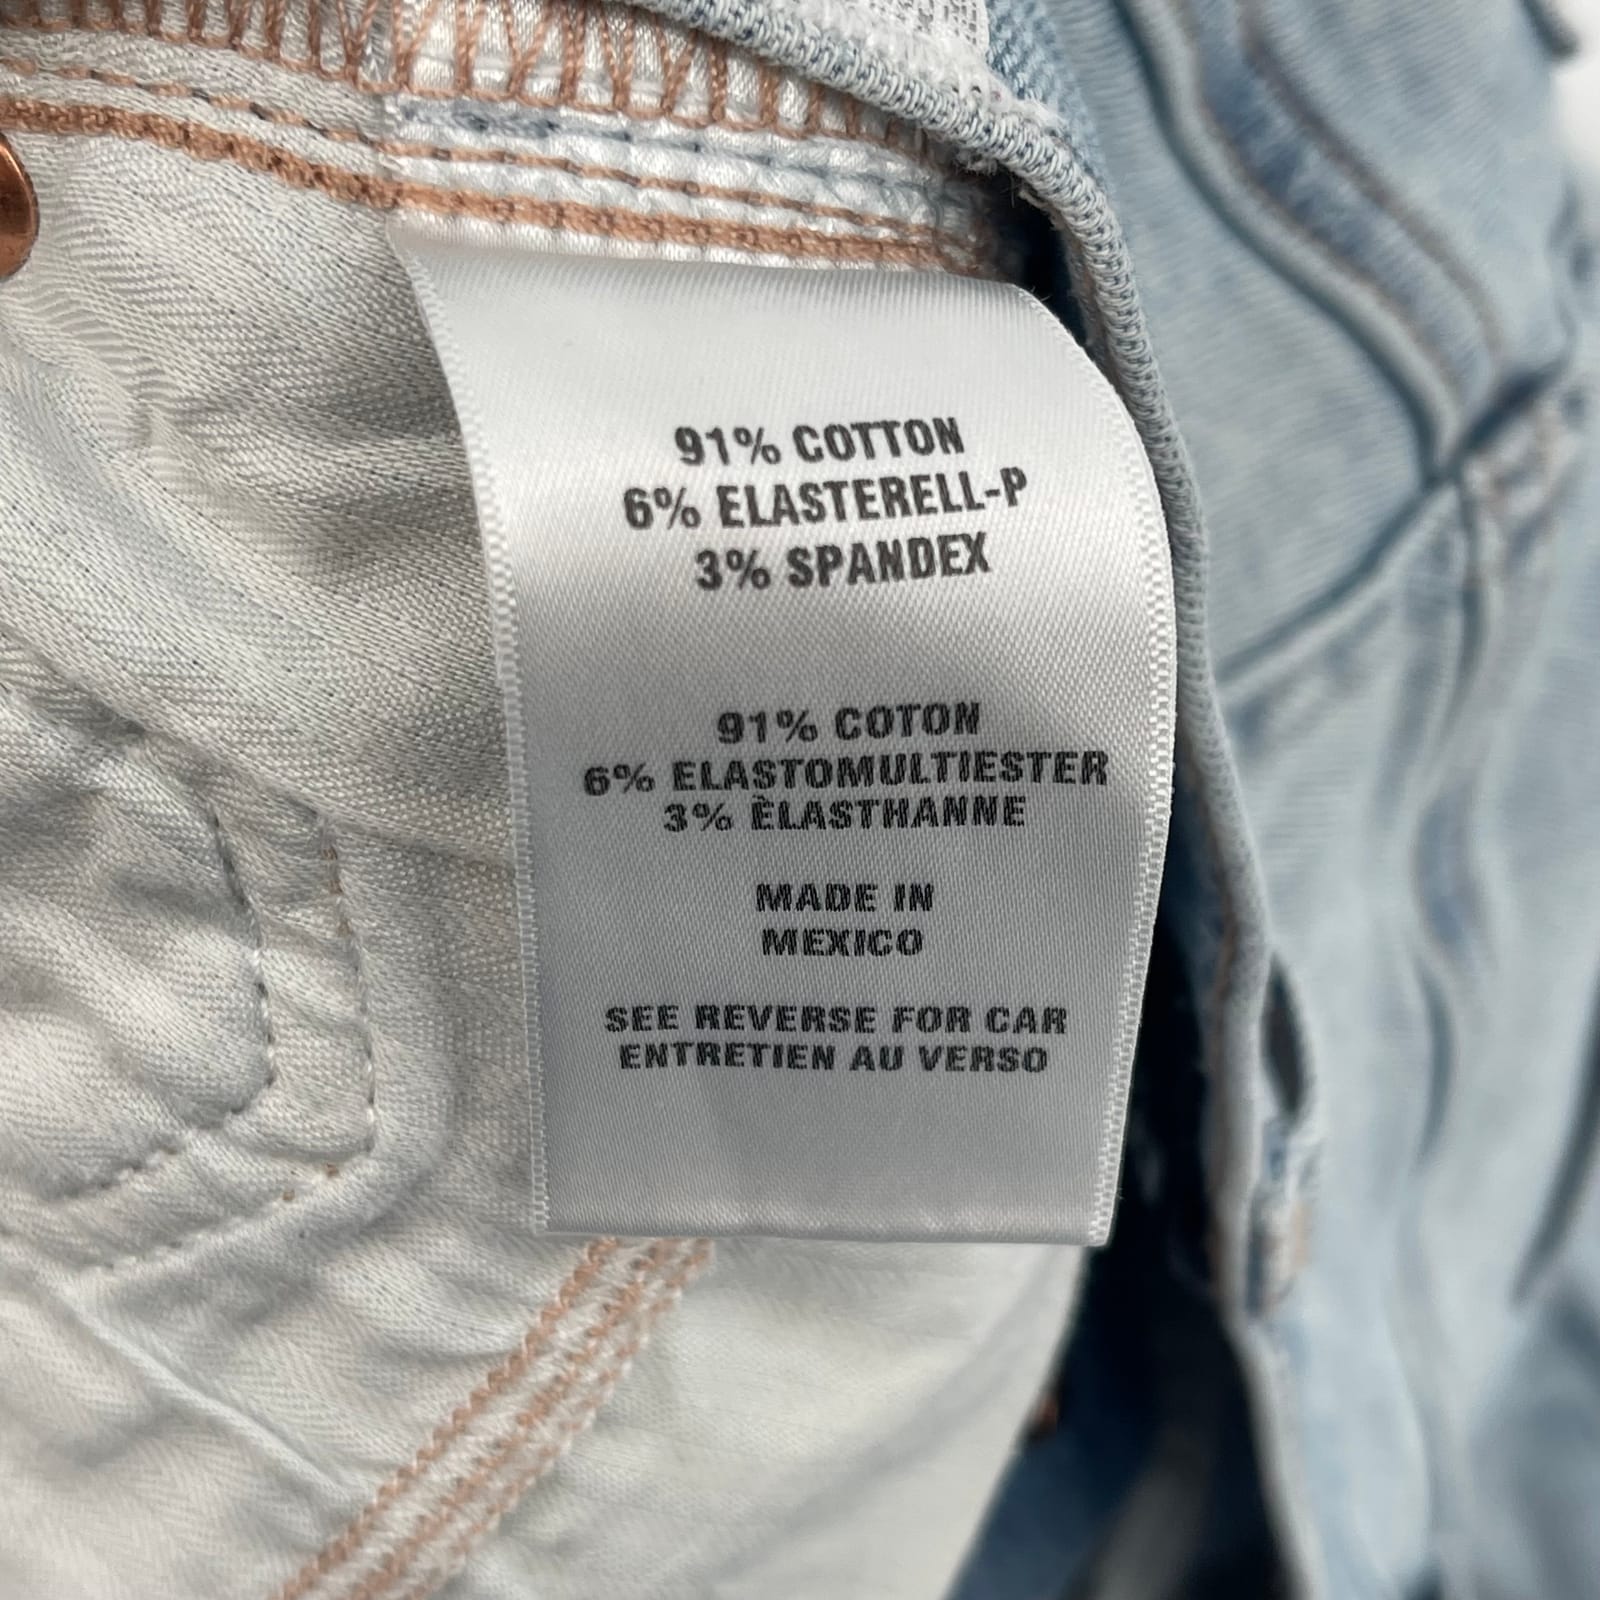 91% COTTON
6% ELASTERELL-P
3% SPANDEX
91% COTON
6% ELASTOMULTIESTER
3% ÈLASTHANNE
MADE IN
MEXICO
SEE REVERSE FOR CAR
ENTRETIEN AU VERSO